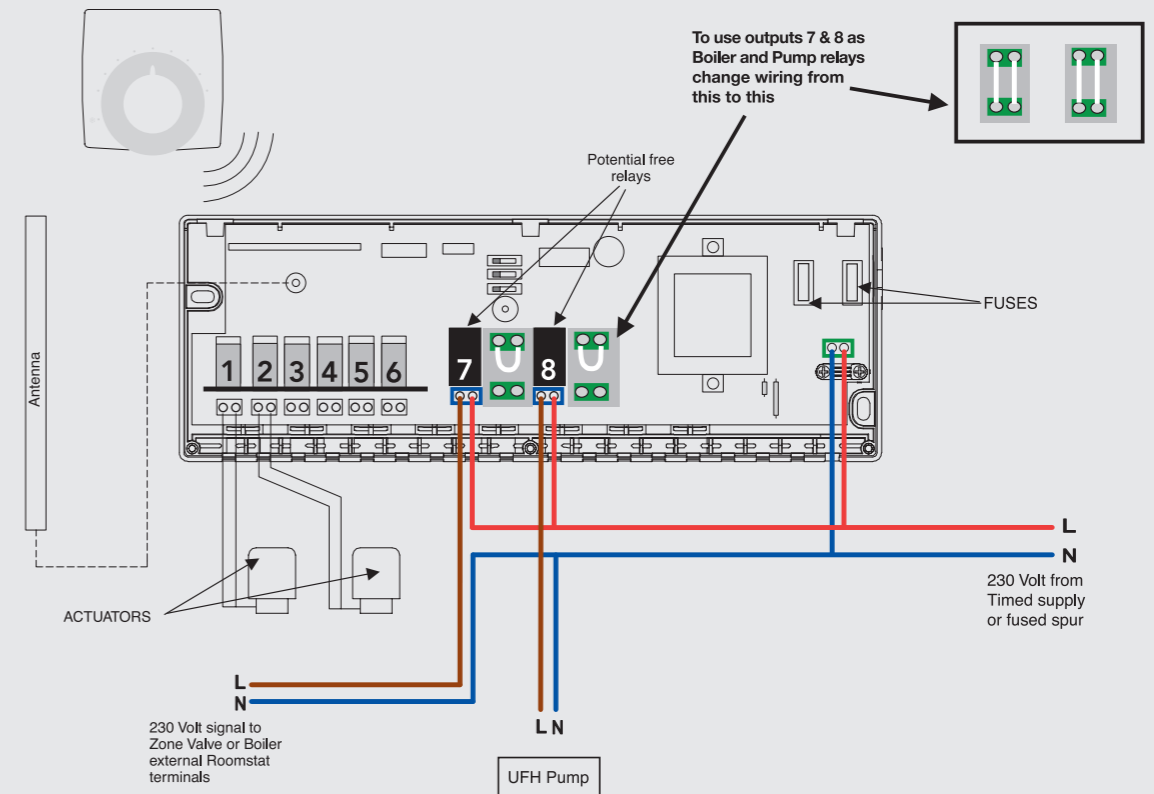 To use outputs 7 & 8 as
Boiler and Pump relays
change wiring from
this to this
Potential free
relays
FUSES
Antenna
1 2 3 4 5 6
7
8
ACTUATORS
L
N
230 Volt from
Timed supply
or fused spur
L
N
230 Volt signal to
Zone Valve or Boiler
external Roomstat
terminals
L N
UFH Pump